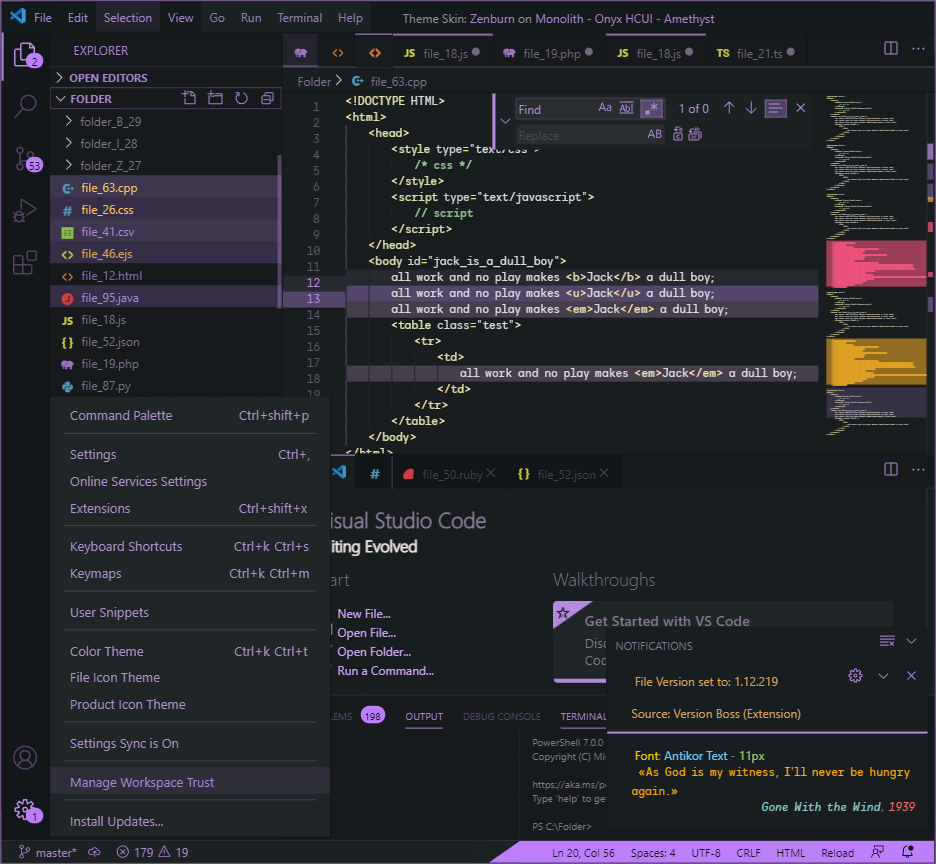 File Edit Selection View Go Run Terminal Help Theme Skin: Zenburn on Monolith - Onyx HCUI - Amethyst
2
53
1
EXPLORER
OPEN EDITORS
FOLDER
folder_B_29
folder_I_28
folder_Z_27
file_63.cpp
file_26.css
file_41.csv
file_46.ejs
file_12.html
file_95.java
file_18.js
file_52.json
file_19.php
file_87.py
JS file_18.js file_19.php JS file_18.js TS file_21.ts
Folder file_63.cpp
Find Aa Abl .* 1 of 0
Replace AB
1 <!DOCTYPE HTML>
2 <html>
3 <head>
4 <style type="text/css">
5 /* css */
6 </style>
7 <script type="text/javascript">
8 // script
9 </script>
10 </head>
11 <body id="jack_is_a_dull_boy">
12 all work and no play makes <b>Jack</b> a dull boy;
13 all work and no play makes <u>Jack</u> a dull boy;
14 all work and no play makes <em>Jack</em> a dull boy;
15 <table class="test">
16 <tr>
17 <td>
18 all work and no play makes <em>Jack</em> a dull boy;
19 </td>
</tr>
</table>
</body>
</html>
Command Palette Ctrl+shift+p
Settings Ctrl+,
Online Services Settings
Extensions Ctrl+shift+x
Keyboard Shortcuts Ctrl+k Ctrl+s
Keymaps Ctrl+k Ctrl+m
User Snippets
Color Theme Ctrl+k Ctrl+t
File Icon Theme
Product Icon Theme
Settings Sync is On
Manage Workspace Trust
Install Updates...
# file_50.ruby {} file_52.json
isual Studio Code
iting Evolved
art
New File...
Open File...
Open Folder...
Run a Command...
Walkthroughs
Get Started with VS Code
Disc
Coc
LEMS 198 OUTPUT DEBUG CONSOLE TERMINAL
PowerShell 7.0.0
Copyright (C) Mi
https://aka.ms/p
Type 'help' to ge
PS C:\Folder>
NOTIFICATIONS
File Version set to: 1.12.219
Source: Version Boss (Extension)
Font: Antikor Text - 11px
«As God is my witness, I'll never be hungry
again.»
Gone With the Wind, 1939
master* 179 19 Ln 20, Col 56 Spaces: 4 UTF-8 CRLF HTML Reload